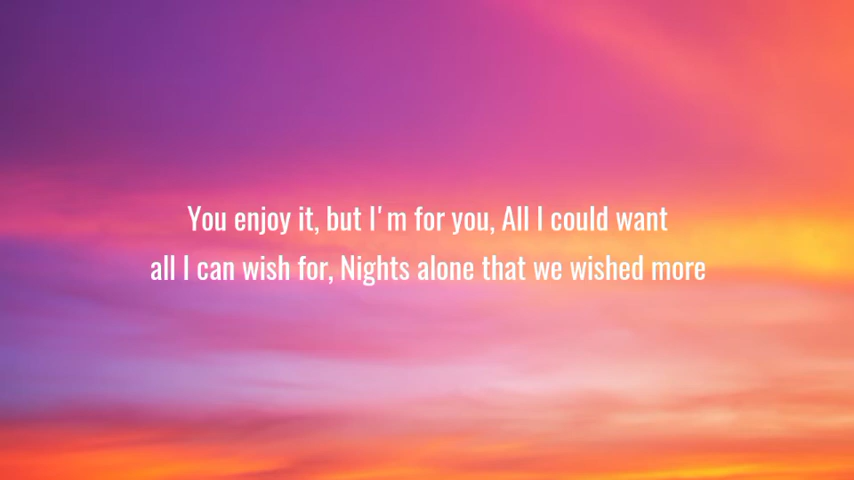 You enjoy it, but I'm for you, All I could want
all I can wish for, Nights alone that we wished more